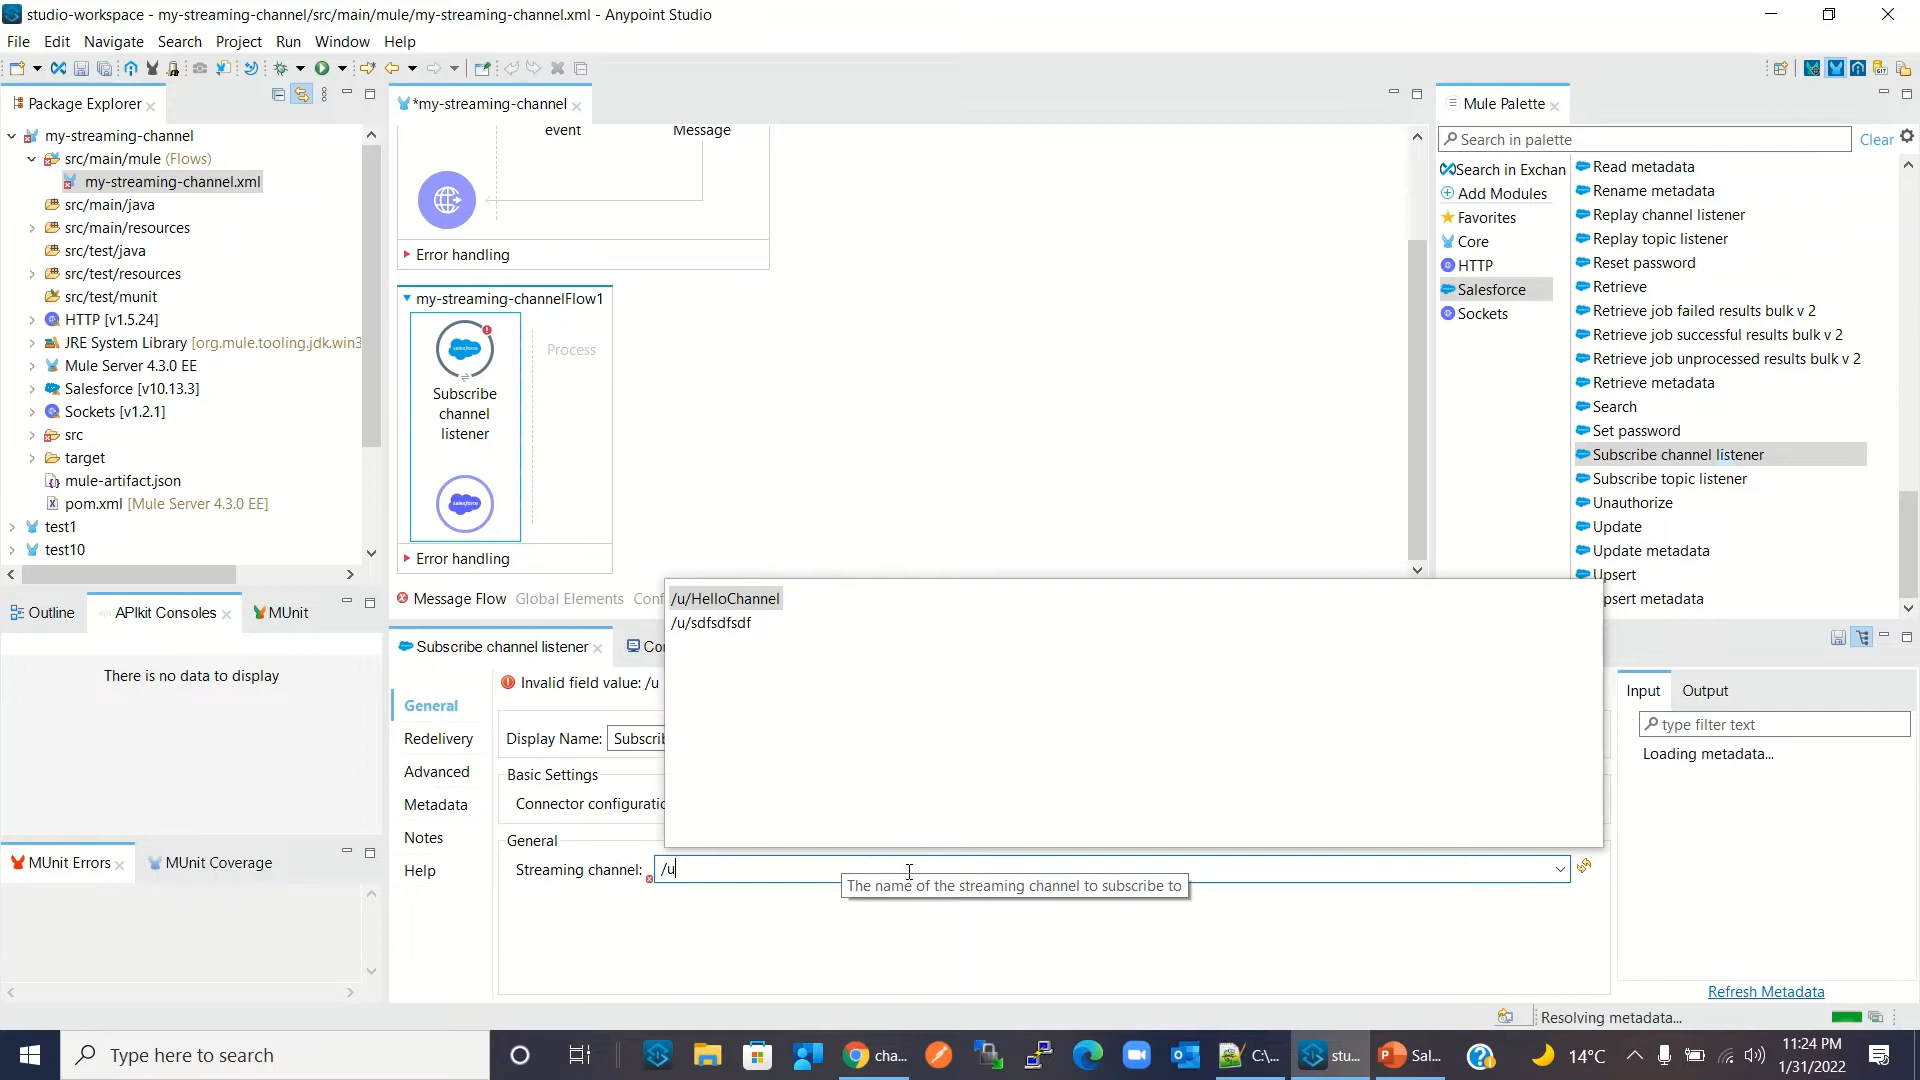 studio-workspace - my-streaming-channel/src/main/mule/my-streaming-channel.xml - Anypoint Studio
File Edit Navigate Search Project Run Window Help
Package Explorer
my-streaming-channel
src/main/mule (Flows)
my-streaming-channel.xml
src/main/java
src/main/resources
src/test/java
src/test/resources
src/test/munit
HTTP [v1.5.24]
JRE System Library [org.mule.tooling.jdk.win3
Mule Server 4.3.0 EE
Salesforce [v10.13.3]
Sockets [v1.2.1]
src
target
mule-artifact.json
pom.xml [Mule Server 4.3.0 EE]
test1
test10
Outline APIkit Consoles MUnit
There is no data to display
MUnit Errors MUnit Coverage
*my-streaming-channel
event Message
Error handling
my-streaming-channelFlow1
Process
Subscribe
channel
listener
Error handling
Message Flow Global Elements Conf
/u/HelloChannel
/u/sdfsdfsdf
Subscribe channel listener Co
General
Redelivery
Advanced
Metadata
Notes
Help
Invalid field value: /u
Display Name: Subscrib
Basic Settings
Connector configuratio
General
Streaming channel: /u
The name of the streaming channel to subscribe to
Mule Palette
Search in palette Clear
Search in Exchan
Add Modules
Favorites
Core
HTTP
Salesforce
Sockets
Read metadata
Rename metadata
Replay channel listener
Replay topic listener
Reset password
Retrieve
Retrieve job failed results bulk v 2
Retrieve job successful results bulk v 2
Retrieve job unprocessed results bulk v 2
Retrieve metadata
Search
Set password
Subscribe channel listener
Subscribe topic listener
Unauthorize
Update
Update metadata
Upsert
psert metadata
Input Output
type filter text
Loading metadata...
Refresh Metadata
Resolving metadata...
Type here to search
cha... C:\... stu... Sal... 14°C
11:24 PM
1/31/2022